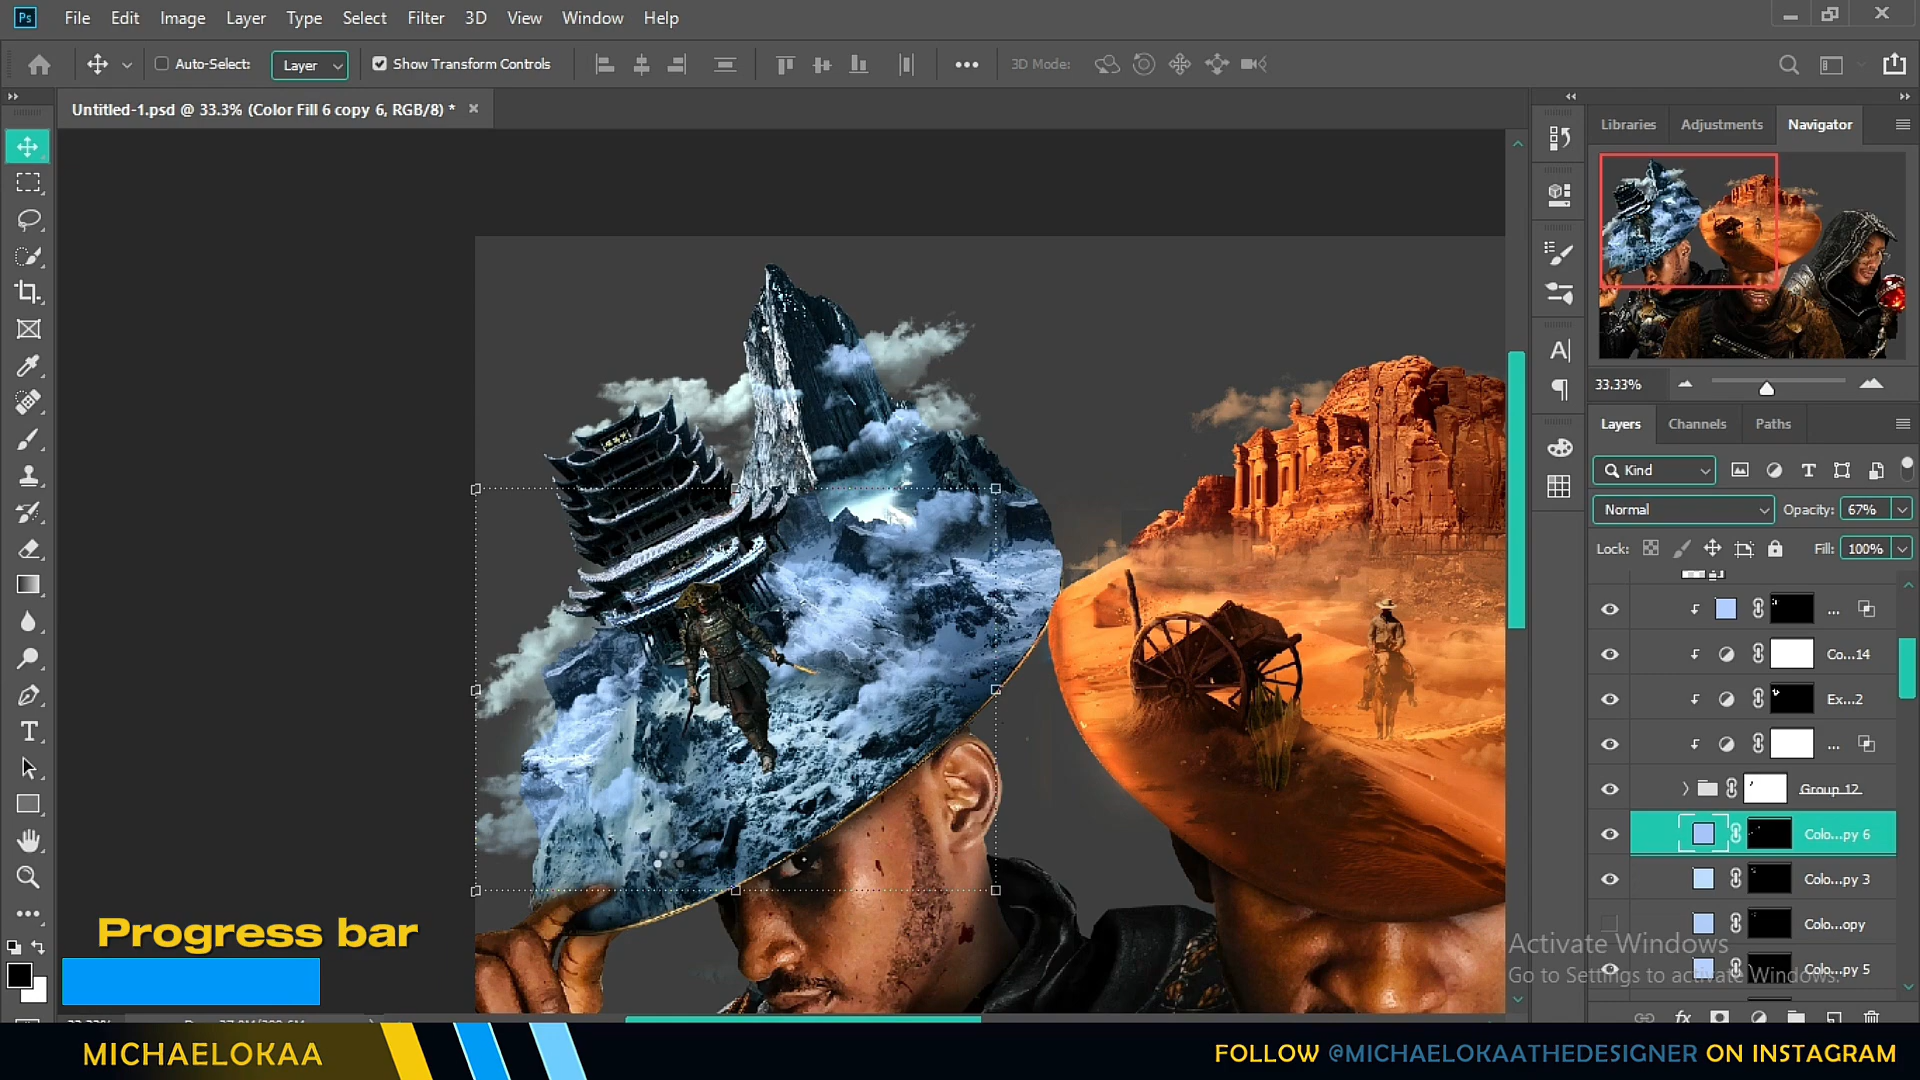 Ps File Edit Image Layer Type Select Filter 3D View Window Help
Auto-Select: Layer Show Transform Controls 3D Mode:
Untitled-1.psd @ 33.3% (Color Fill 6 copy 6, RGB/8) *
Libraries Adjustments Navigator
33.33%
Layers Channels Paths
Kind
Normal Opacity: 67%
Lock: Fill: 100%
...
Co...14
Ex...2
...
Group 12
Colo...py 6
Colo...py 3
Colo...opy
Colo...py 5
Activate Windows
Go to Settings to activate Windows.
Progress bar
MICHAELOKAA
FOLLOW @MICHAELOKAATHEDESIGNER ON INSTAGRAM